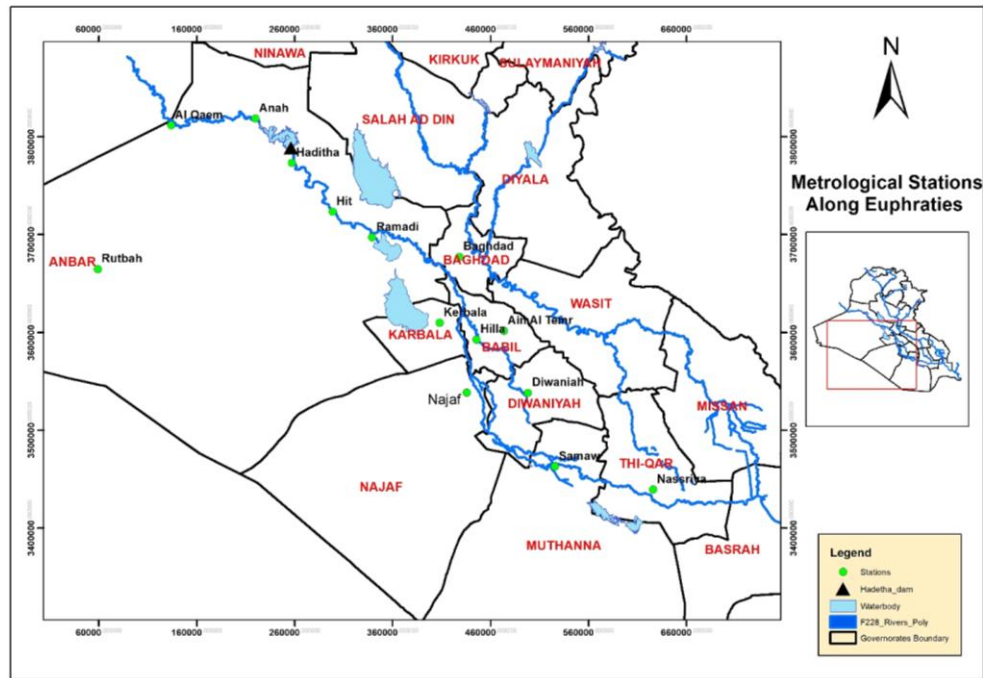 60000 160000 260000 360000 460000 560000 660000
NINAWA
KIRKUK
SULAYMANIYAH
N
Al Qaem
Anah
SALAH AD DIN
3800000
3800000
Haditha
DIYALA
Metrological Stations
Along Euphraties
Hit
Ramadi
3700000
3700000
Baghdad
BAGHDAD
ANBAR
Rutbah
WASIT
Kerbala
KARBALA
Ain Al Temr
Hilla
BABIL
3600000
3600000
Najaf
Diwaniah
DIWANIYAH
MISSAN
3500000
3500000
Samaw
THI-QAR
Nassriya
NAJAF
3400000
3400000
MUTHANNA
BASRAH
60000 160000 260000 360000 460000 560000 660000
Legend
Stations
Hadetha_dam
Waterbody
F228_Rivers_Poly
Governorates Boundary